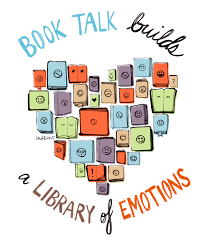 BOOK TALK builds
a LIBRARY of EMOTIONS